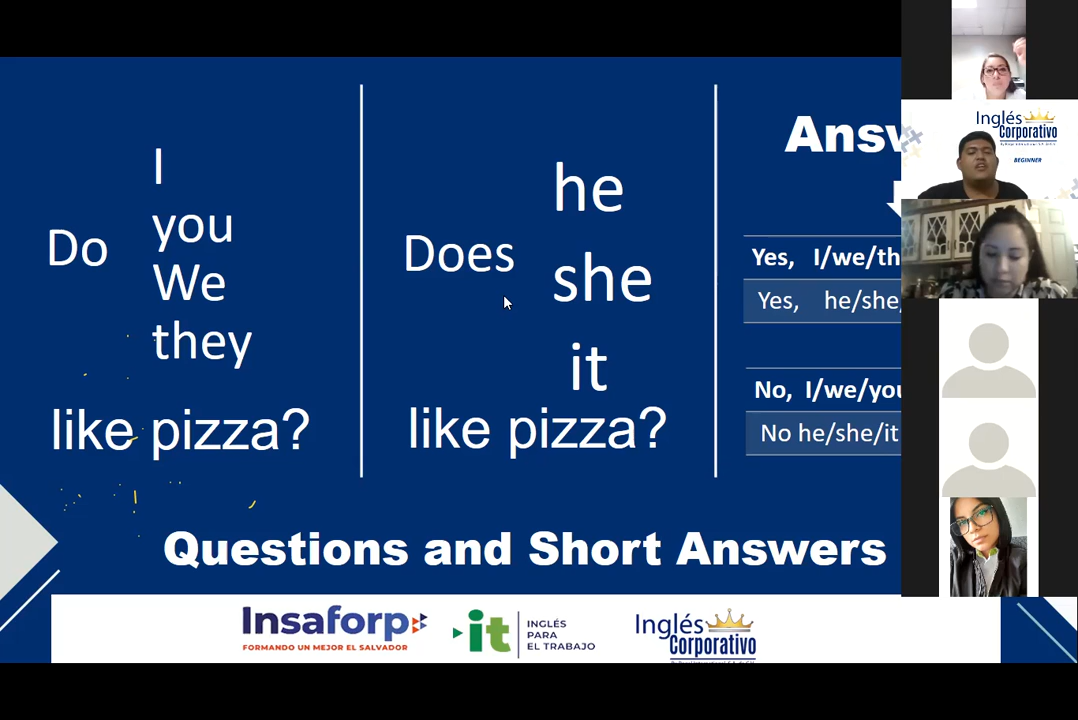 Do
I
you
We
they
like pizza?
Does
he
she
it
like pizza?
Yes, I/we/th
Yes, he/she/
No, I/we/you
No he/she/it
Questions and Short Answers
Insaforp
FORMANDO UN MEJOR EL SALVADOR
it
INGLÉS
PARA
EL TRABAJO
Inglés
Corporativo
Inglés
Corporativo
BEGINNER